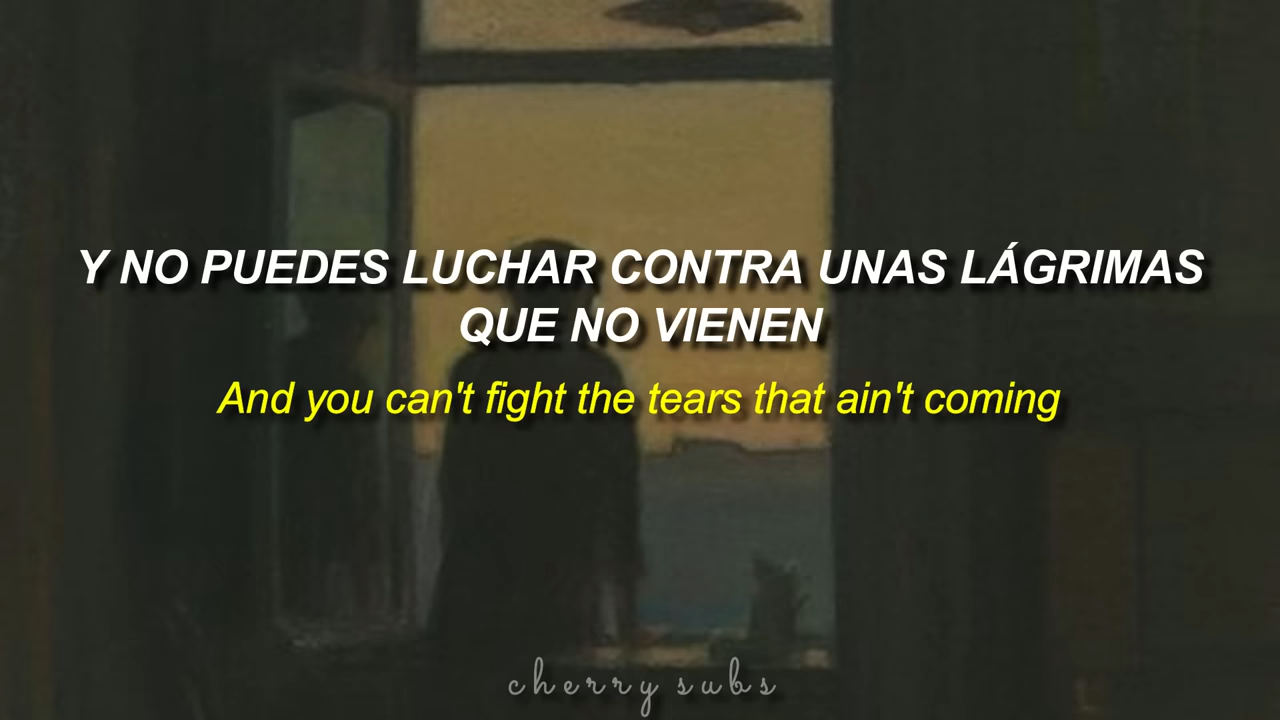 Y NO PUEDES LUCHAR CONTRA UNAS LÁGRIMAS
QUE NO VIENEN
And you can't fight the tears that ain't coming
cherry subs